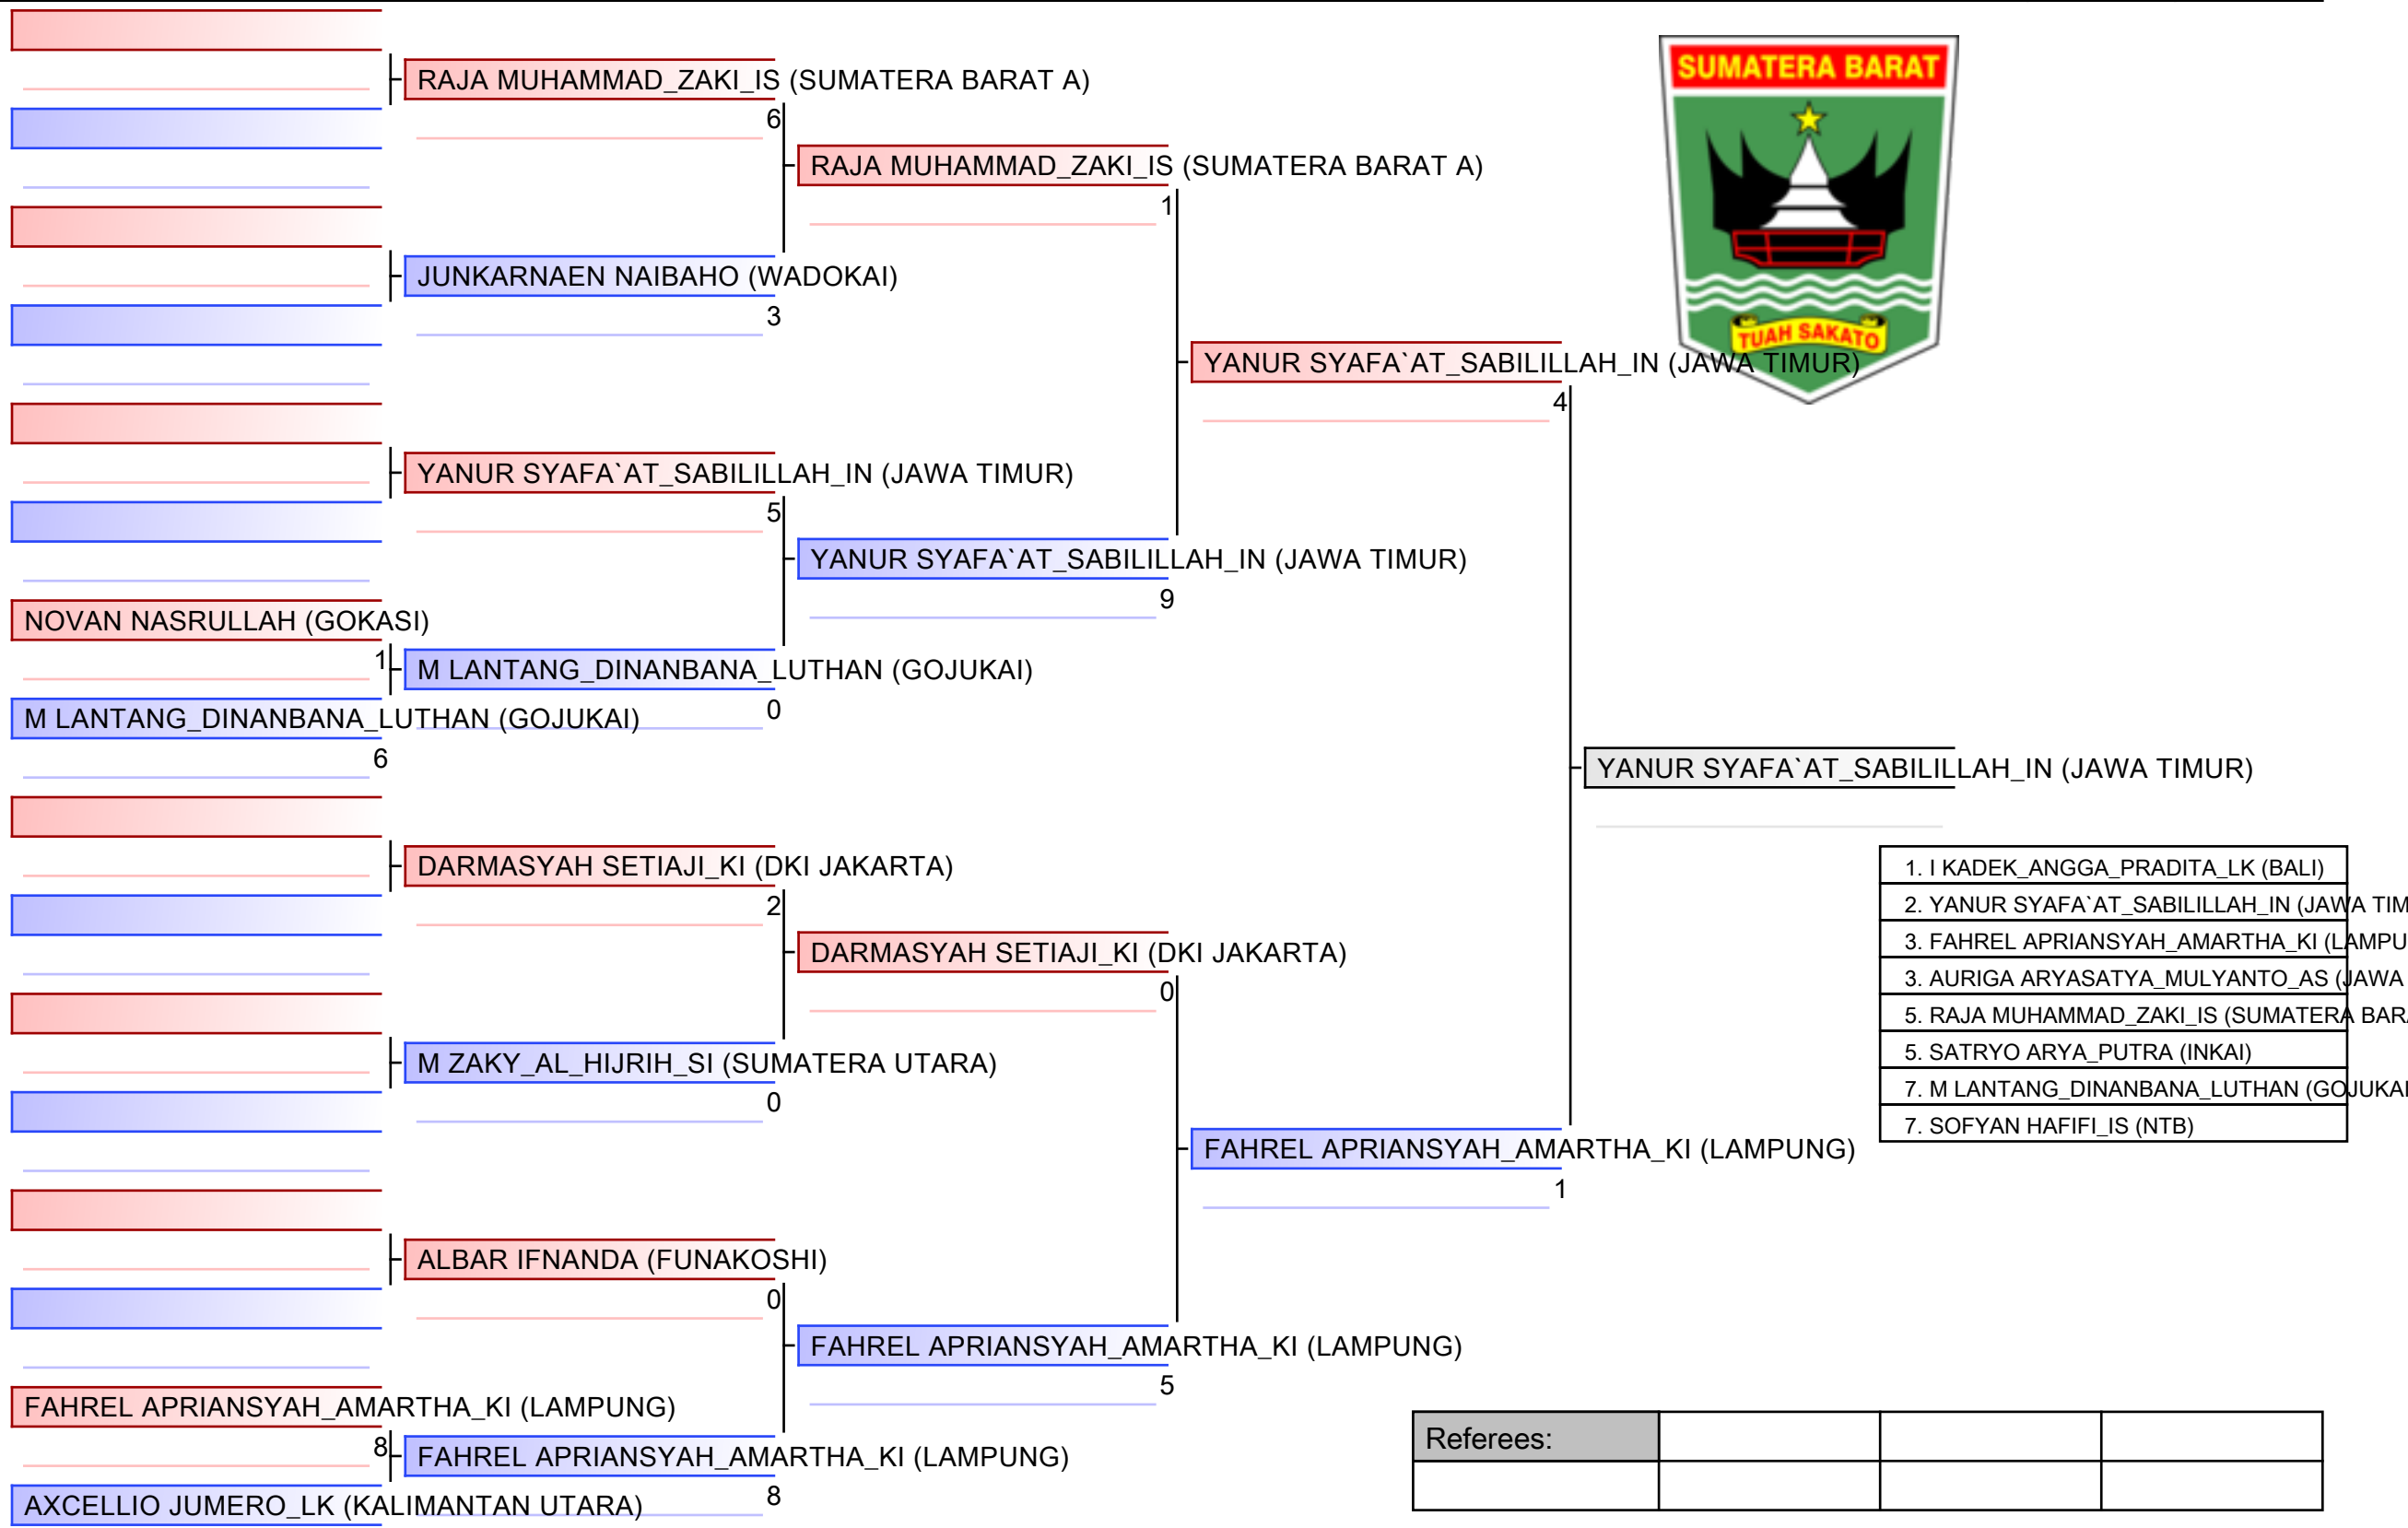 SUMATERA BARAT
TUAH SAKATO
RAJA MUHAMMAD_ZAKI_IS (SUMATERA BARAT A)
6
RAJA MUHAMMAD_ZAKI_IS (SUMATERA BARAT A)
1
JUNKARNAEN NAIBAHO (WADOKAI)
3
YANUR SYAFA`AT_SABILILLAH_IN (JAWA TIMUR)
4
YANUR SYAFA`AT_SABILILLAH_IN (JAWA TIMUR)
5
YANUR SYAFA`AT_SABILILLAH_IN (JAWA TIMUR)
9
NOVAN NASRULLAH (GOKASI)
1
M LANTANG_DINANBANA_LUTHAN (GOJUKAI)
0
M LANTANG_DINANBANA_LUTHAN (GOJUKAI)
6
YANUR SYAFA`AT_SABILILLAH_IN (JAWA TIMUR)
DARMASYAH SETIAJI_KI (DKI JAKARTA)
2
DARMASYAH SETIAJI_KI (DKI JAKARTA)
0
M ZAKY_AL_HIJRIH_SI (SUMATERA UTARA)
0
1. I KADEK_ANGGA_PRADITA_LK (BALI)
2. YANUR SYAFA`AT_SABILILLAH_IN (JAWA TIM
3. FAHREL APRIANSYAH_AMARTHA_KI (LAMPU
3. AURIGA ARYASATYA_MULYANTO_AS (JAWA
5. RAJA MUHAMMAD_ZAKI_IS (SUMATERA BARA
5. SATRYO ARYA_PUTRA (INKAI)
7. M LANTANG_DINANBANA_LUTHAN (GOJUKAI
7. SOFYAN HAFIFI_IS (NTB)
FAHREL APRIANSYAH_AMARTHA_KI (LAMPUNG)
1
ALBAR IFNANDA (FUNAKOSHI)
0
FAHREL APRIANSYAH_AMARTHA_KI (LAMPUNG)
5
FAHREL APRIANSYAH_AMARTHA_KI (LAMPUNG)
8
FAHREL APRIANSYAH_AMARTHA_KI (LAMPUNG)
8
AXCELLIO JUMERO_LK (KALIMANTAN UTARA)
Referees: